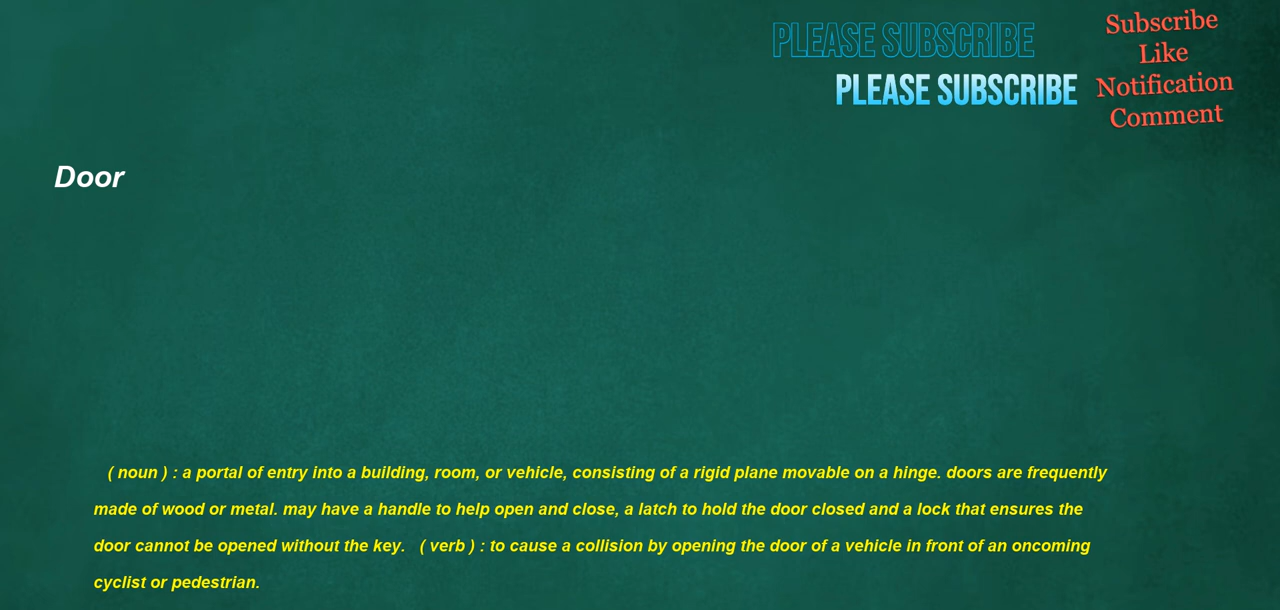 PLEASE SUBSCRIBE
PLEASE SUBSCRIBE
Subscribe
Like
Notification
Comment
Door
( noun ) : a portal of entry into a building, room, or vehicle, consisting of a rigid plane movable on a hinge. doors are frequently
made of wood or metal. may have a handle to help open and close, a latch to hold the door closed and a lock that ensures the
door cannot be opened without the key. ( verb ) : to cause a collision by opening the door of a vehicle in front of an oncoming
cyclist or pedestrian.